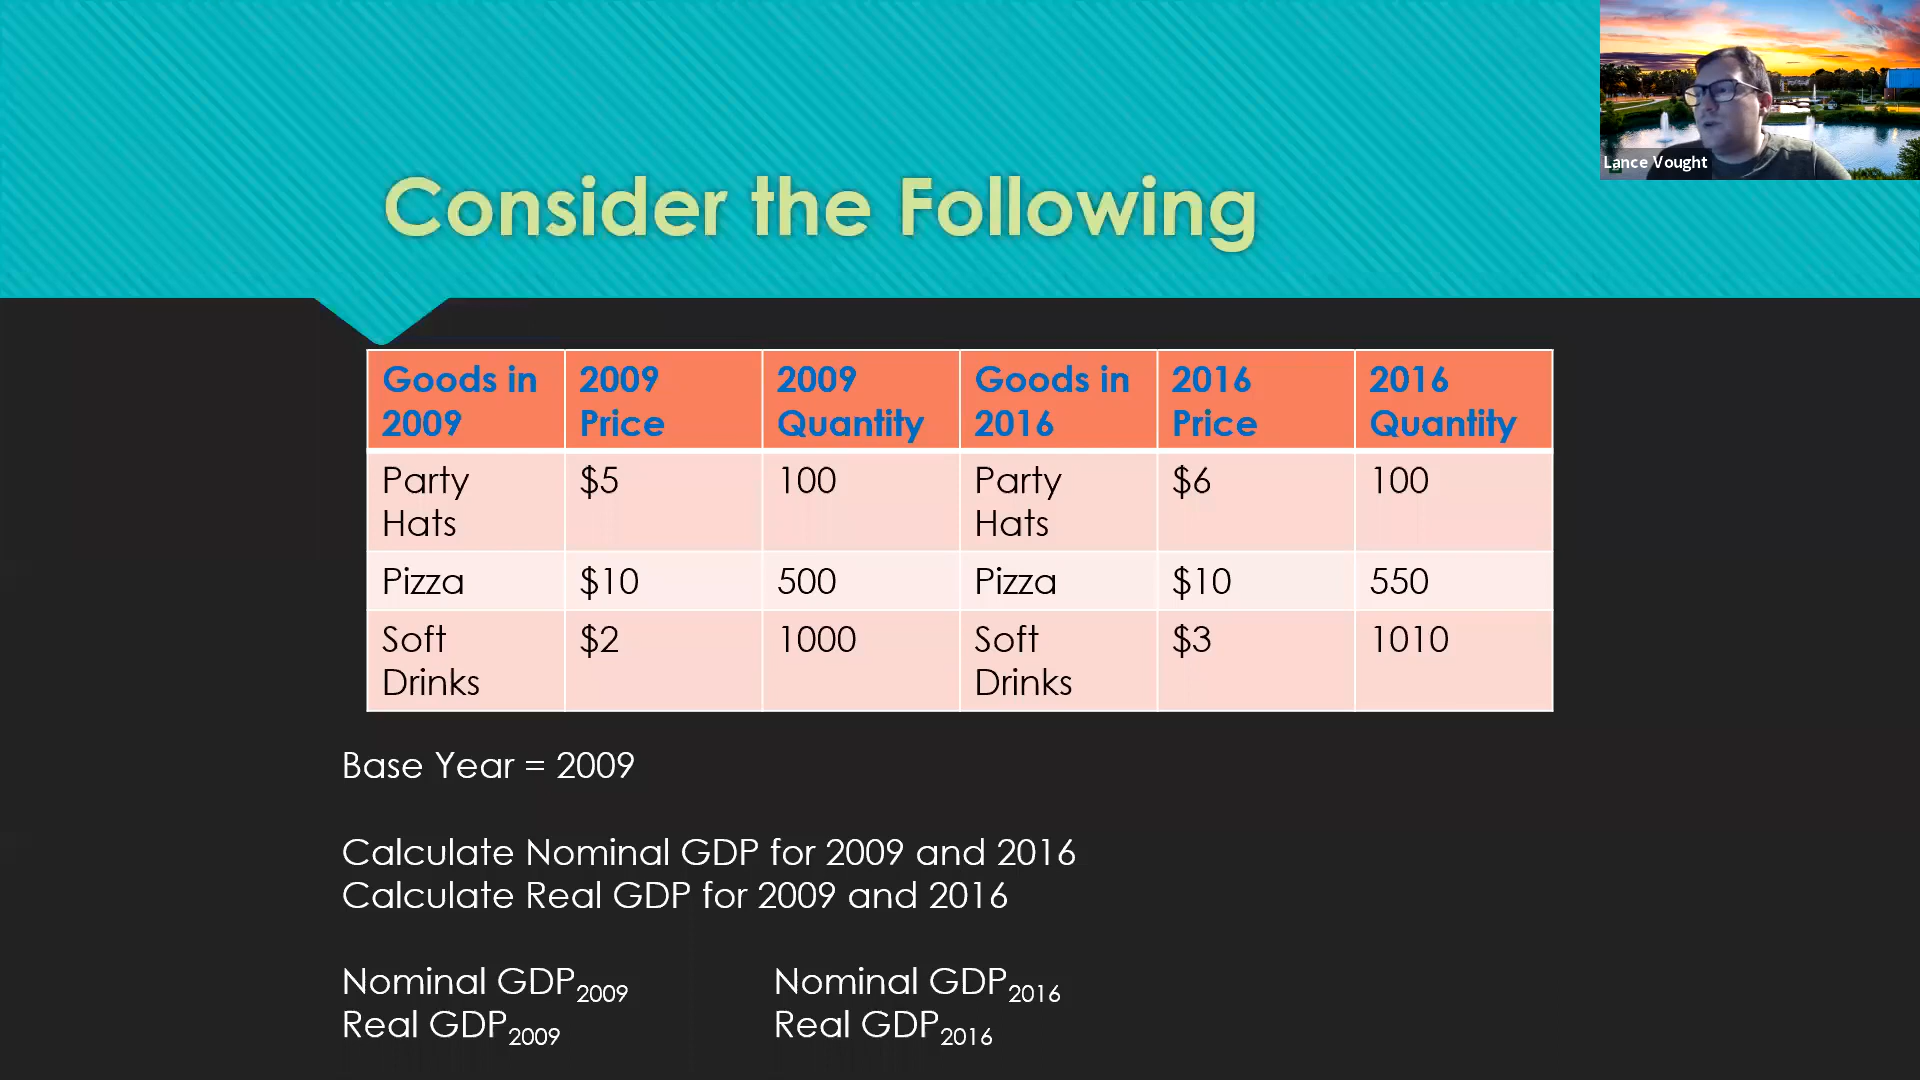 Lance Vought
Consider the Following
Goods in 2009 | 2009 Price | 2009 Quantity | Goods in 2016 | 2016 Price | 2016 Quantity
Party Hats | $5 | 100 | Party Hats | $6 | 100
Pizza | $10 | 500 | Pizza | $10 | 550
Soft Drinks | $2 | 1000 | Soft Drinks | $3 | 1010
Base Year = 2009
Calculate Nominal GDP for 2009 and 2016
Calculate Real GDP for 2009 and 2016
Nominal GDP2009 Nominal GDP2016
Real GDP2009 Real GDP2016